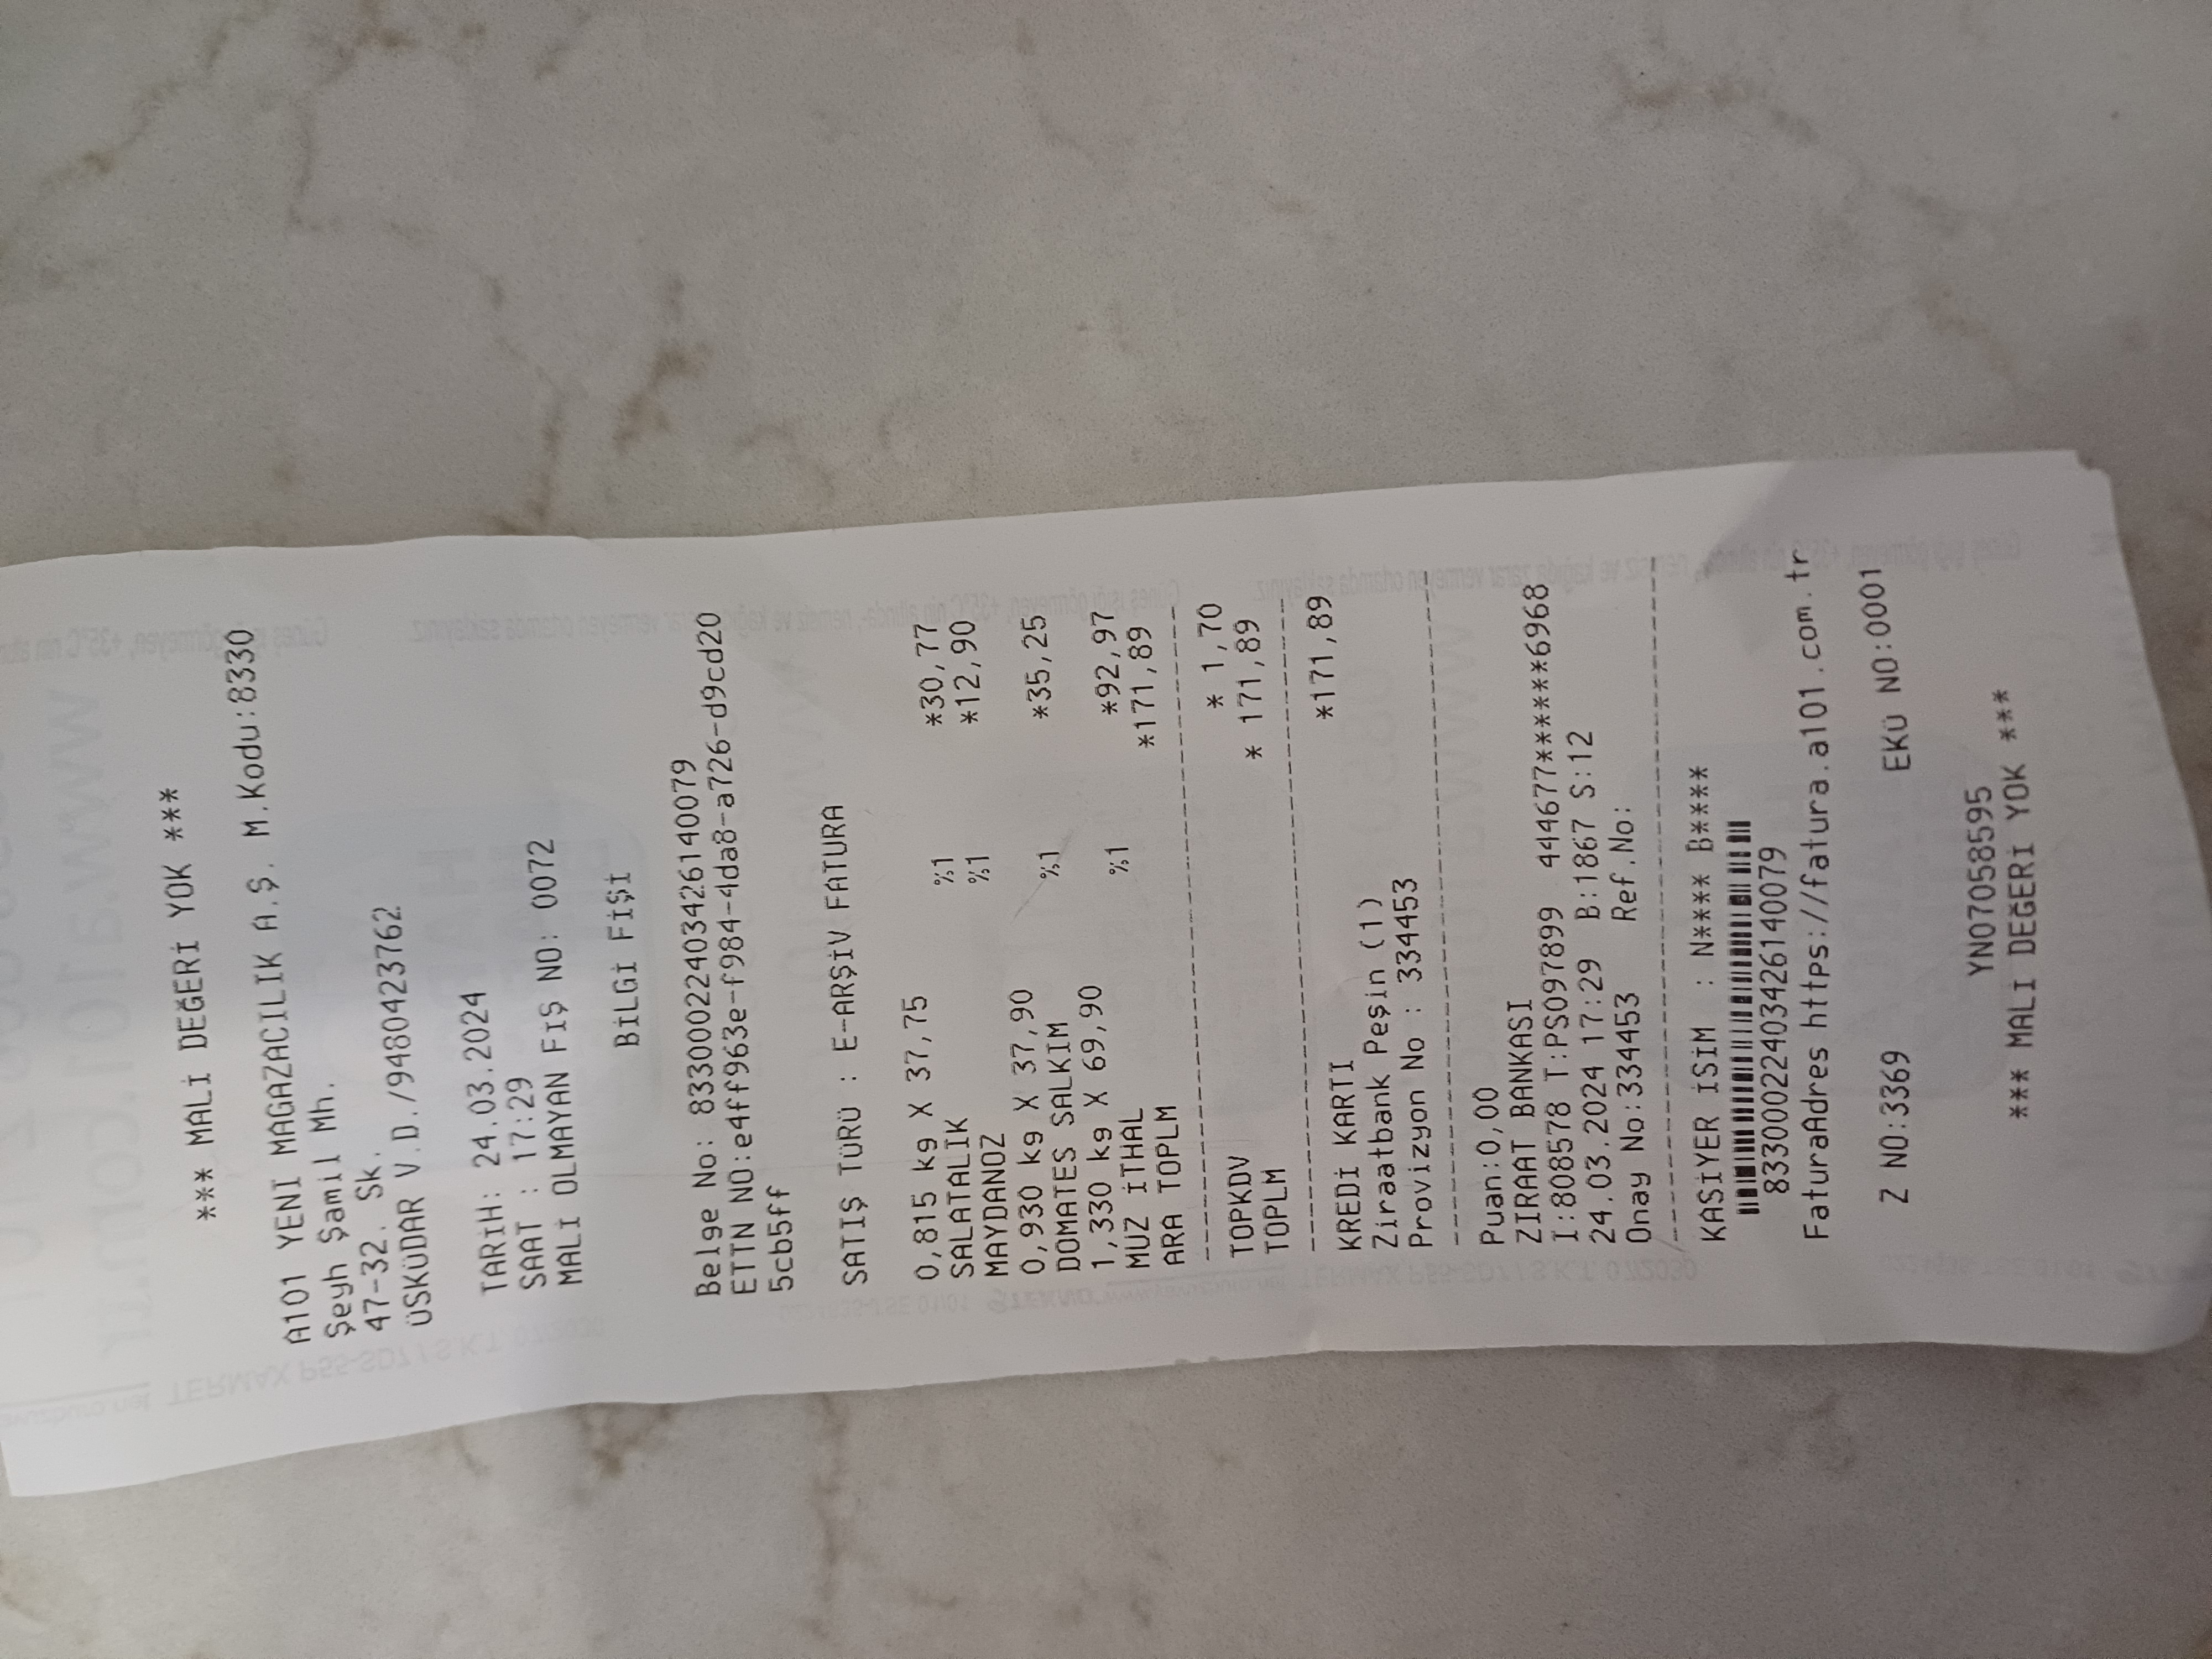 *** MALİ DEĞERİ YOK ***
A101 YENİ MAGAZACILIK A.Ş. M.Kodu:8330
Şeyh Şamil Mh.
47-32. Sk.
ÜSKÜDAR V.D./9480423762
TARİH: 24.03.2024
SAAT : 17:29
MALİ OLMAYAN FİŞ NO: 0072
BİLGİ FİŞİ
Belge No: 83300022403426140079
ETTN NO:e4ff963e-f984-4da8-a726-d9cd20
5cb5ff
SATIŞ TÜRÜ : E-ARŞİV FATURA
0,815 kg X 37,75
SALATALIK %1 *30,77
MAYDANOZ %1 *12,90
0,930 kg X 37,90
DOMATES SALKIM %1 *35,25
1,330 kg X 69,90
MUZ İTHAL %1 *92,97
ARA TOPLM *171,89
TOPKDV * 1,70
TOPLM * 171,89
KREDİ KARTI *171,89
Ziraatbank Peşin (1)
Provizyon No : 334453
Puan:0,00
ZIRAAT BANKASI
I:808578 T:PS097899 444677******6968
24.03.2024 17:29 B:1867 S:12
Onay No:334453 Ref.No:
KASİYER İSİM : N**** B****
83300022403426140079
FaturaAdres https://fatura.a101.com.tr
Z NO:3369 EKÜ NO:0001
YN07058595
*** MALİ DEĞERİ YOK ***